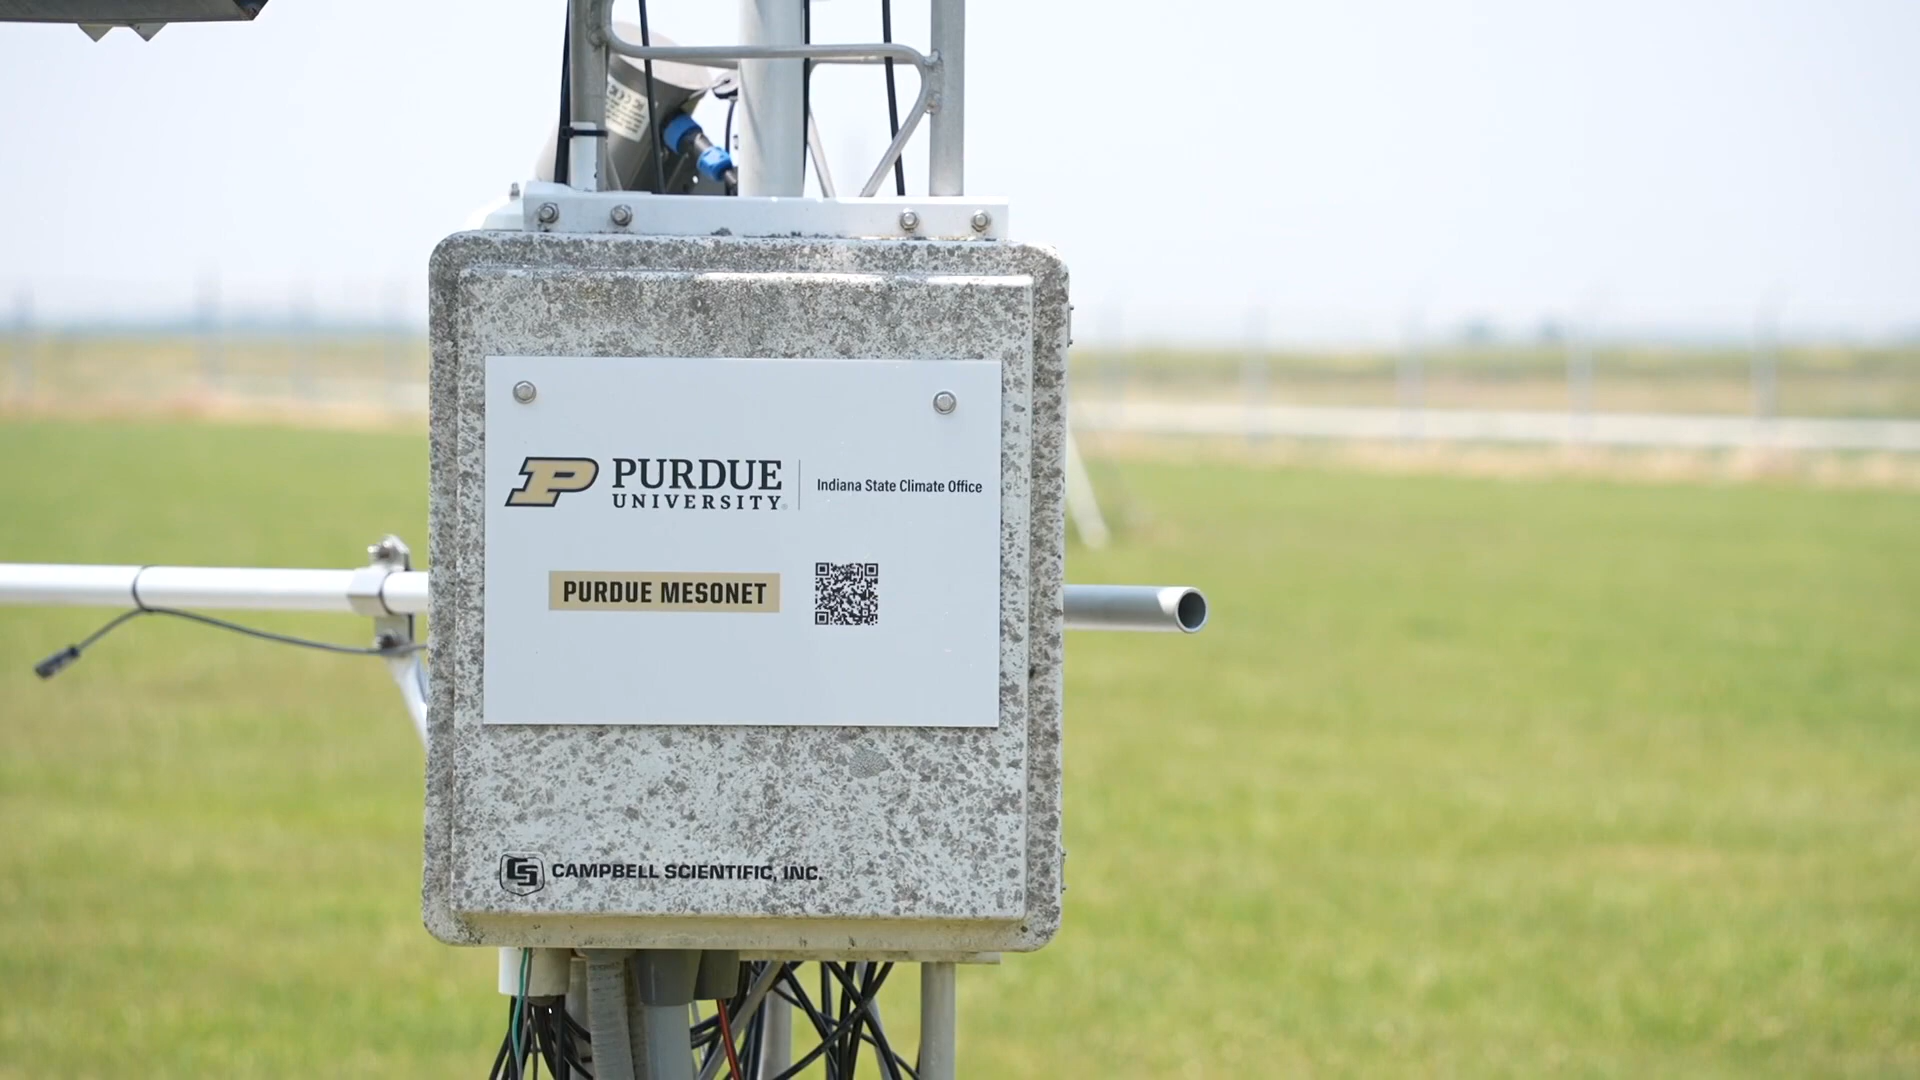 PURDUE
UNIVERSITY®
Indiana State Climate Office
PURDUE MESONET
CAMPBELL SCIENTIFIC, INC.